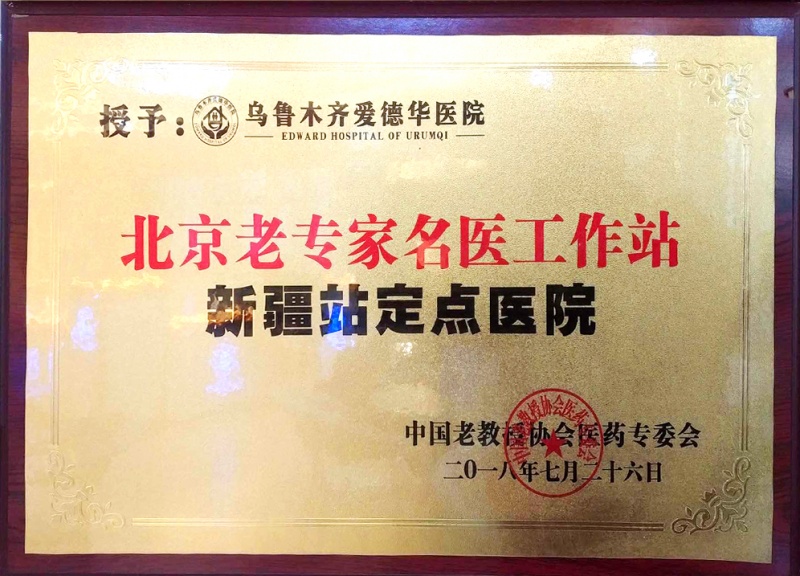 授予：乌鲁木齐爱德华医院
EDWARD HOSPITAL OF URUMQI
北京老专家名医工作站
新疆站定点医院
中国老教授协会医药专委会
二0一八年七月二十六日